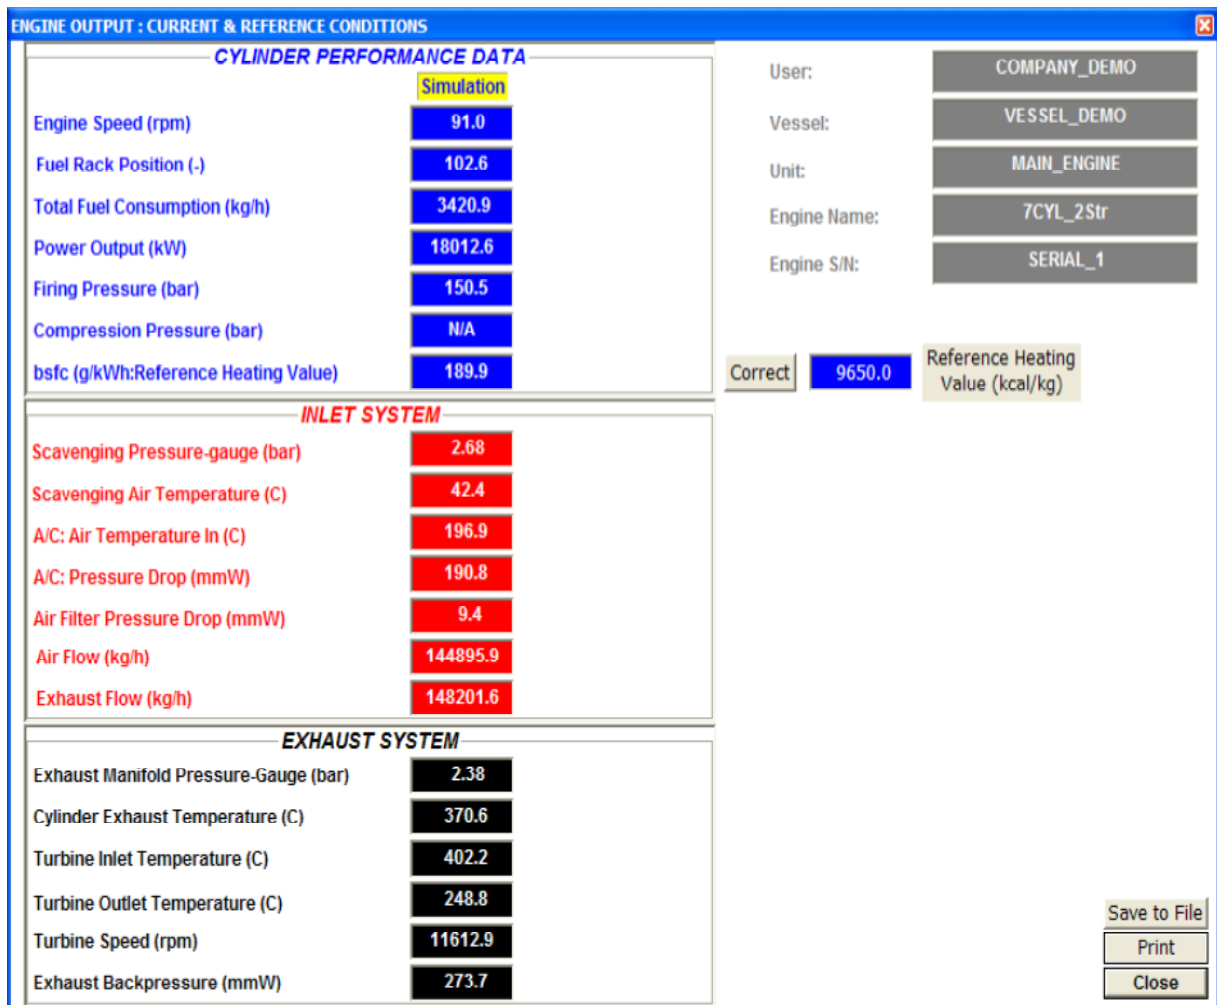 ENGINE OUTPUT : CURRENT & REFERENCE CONDITIONS
CYLINDER PERFORMANCE DATA
Simulation
Engine Speed (rpm) 91.0
Fuel Rack Position (-) 102.6
Total Fuel Consumption (kg/h) 3420.9
Power Output (kW) 18012.6
Firing Pressure (bar) 150.5
Compression Pressure (bar) N/A
bsfc (g/kWh:Reference Heating Value) 189.9
User: COMPANY_DEMO
Vessel: VESSEL_DEMO
Unit: MAIN_ENGINE
Engine Name: 7CYL_2Str
Engine S/N: SERIAL_1
Correct 9650.0 Reference Heating
Value (kcal/kg)
INLET SYSTEM
Scavenging Pressure-gauge (bar) 2.68
Scavenging Air Temperature (C) 42.4
A/C: Air Temperature In (C) 196.9
A/C: Pressure Drop (mmW) 190.8
Air Filter Pressure Drop (mmW) 9.4
Air Flow (kg/h) 144895.9
Exhaust Flow (kg/h) 148201.6
EXHAUST SYSTEM
Exhaust Manifold Pressure-Gauge (bar) 2.38
Cylinder Exhaust Temperature (C) 370.6
Turbine Inlet Temperature (C) 402.2
Turbine Outlet Temperature (C) 248.8
Turbine Speed (rpm) 11612.9
Exhaust Backpressure (mmW) 273.7
Save to File
Print
Close